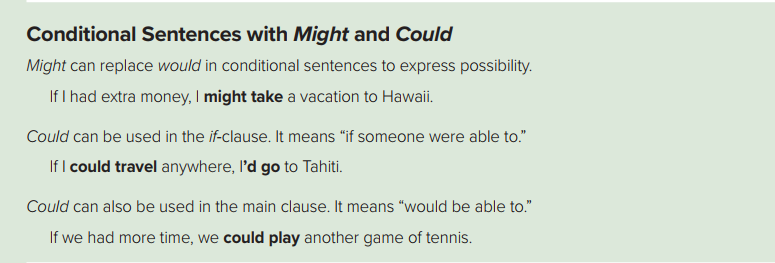 Conditional Sentences with Might and Could
Might can replace would in conditional sentences to express possibility.
If I had extra money, I might take a vacation to Hawaii.
Could can be used in the if-clause. It means “if someone were able to.”
If I could travel anywhere, I’d go to Tahiti.
Could can also be used in the main clause. It means “would be able to.”
If we had more time, we could play another game of tennis.